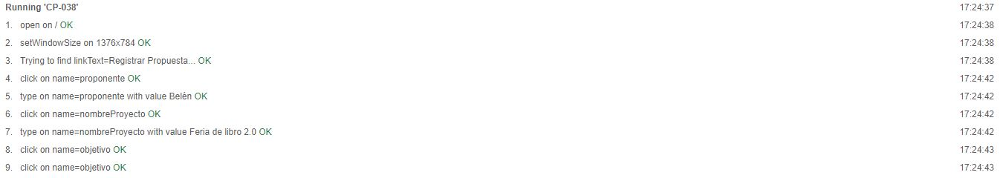 Running 'CP-038' 17:24:37
1. open on / OK 17:24:38
2. setWindowSize on 1376x784 OK 17:24:38
3. Trying to find linkText=Registrar Propuesta... OK 17:24:38
4. click on name=proponente OK 17:24:42
5. type on name=proponente with value Belén OK 17:24:42
6. click on name=nombreProyecto OK 17:24:42
7. type on name=nombreProyecto with value Feria de libro 2.0 OK 17:24:42
8. click on name=objetivo OK 17:24:43
9. click on name=objetivo OK 17:24:43